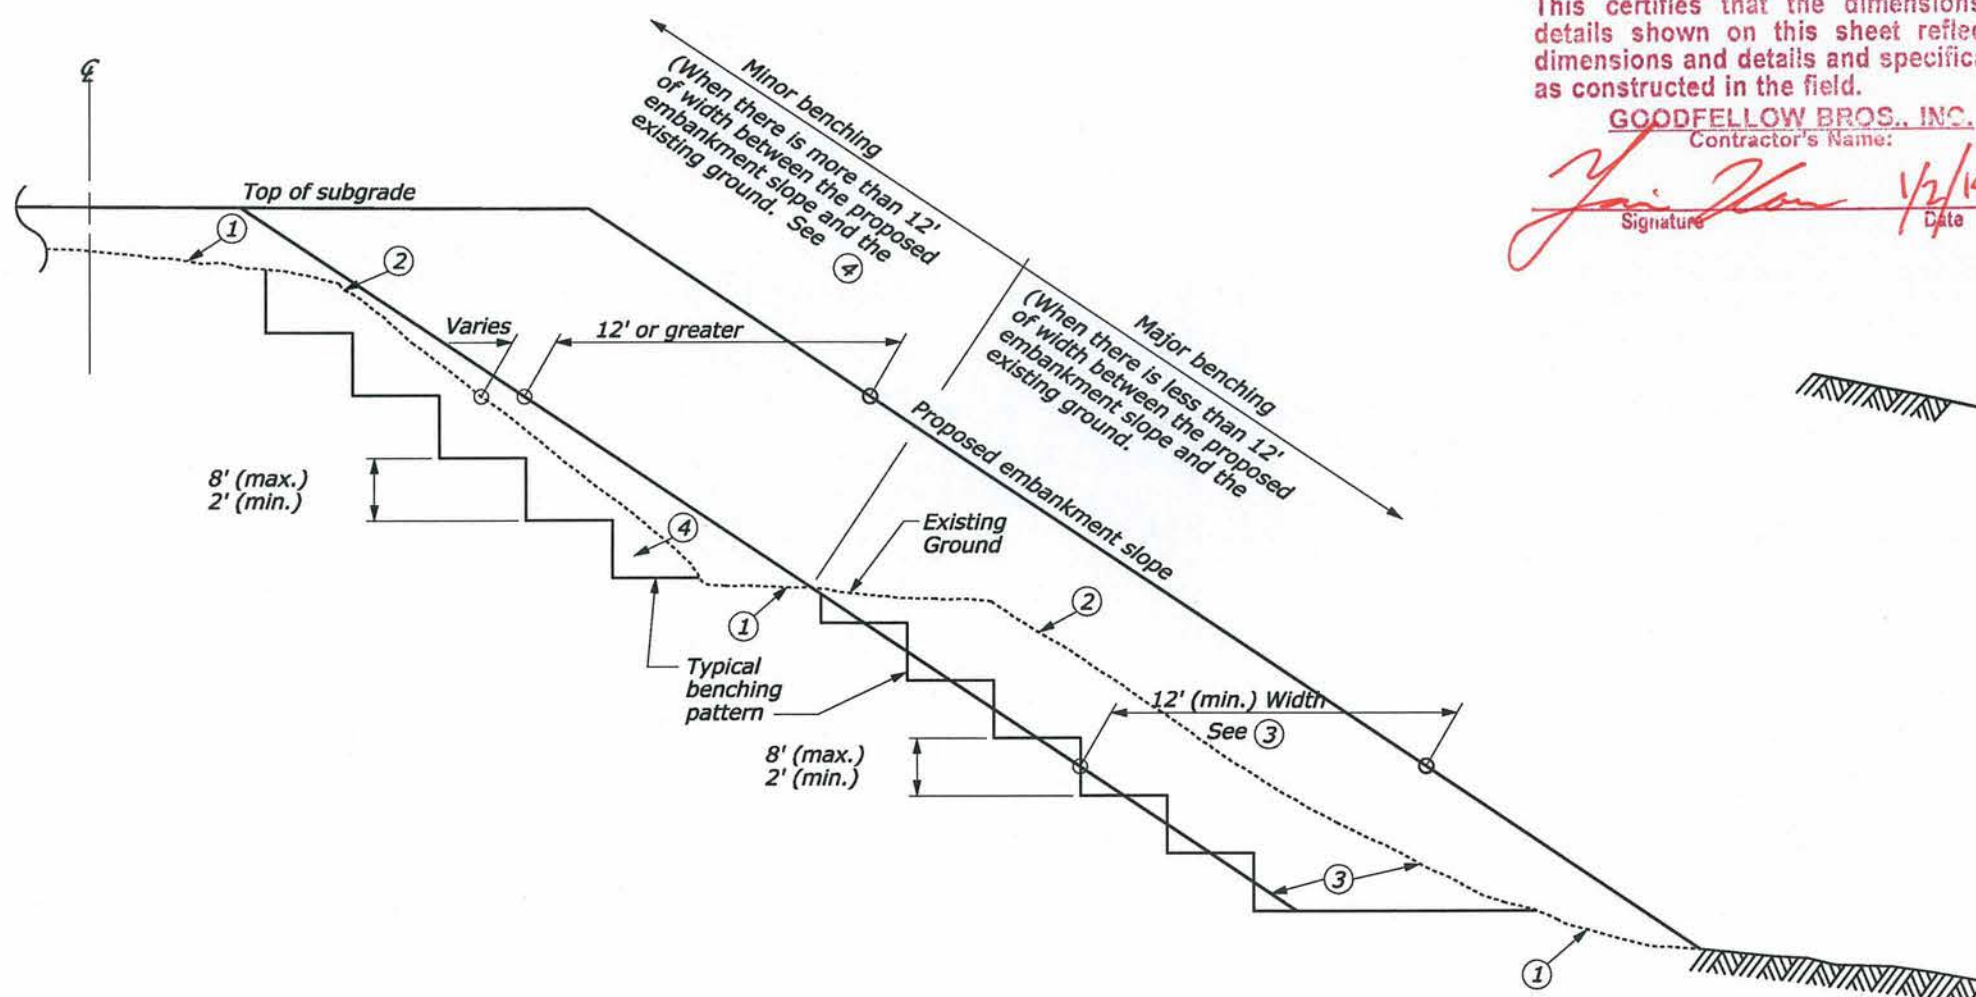 This certifies that the dimensions
details shown on this sheet
dimensions and details and
as constructed in the field.
GOODFELLOW BROS., INC.
Contractor's Name:
Signature
Date
℄
Top of subgrade
①
②
Minor benching
(When there is more than 12'
of width between the proposed
embankment slope and the
existing ground. See ④
Major benching
(When there is less than 12'
of width between the proposed
embankment slope and the
existing ground.
Varies
12' or greater
Proposed embankment slope
8' (max.)
2' (min.)
④
Existing
Ground
①
②
Typical
benching
pattern
12' (min.) Width
See ③
8' (max.)
2' (min.)
③
①